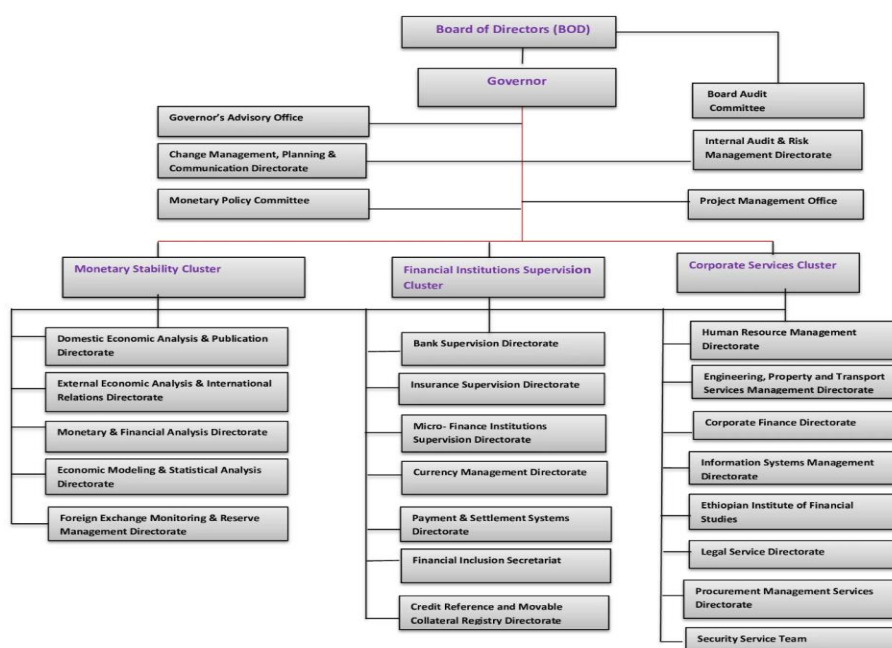 Board of Directors (BOD)
Governor
Board Audit
Committee
Governor's Advisory Office
Internal Audit & Risk
Management Directorate
Change Management, Planning &
Communication Directorate
Monetary Policy Committee
Project Management Office
Monetary Stability Cluster
Financial Institutions Supervision
Cluster
Corporate Services Cluster
Domestic Economic Analysis & Publication
Directorate
External Economic Analysis & International
Relations Directorate
Monetary & Financial Analysis Directorate
Economic Modeling & Statistical Analysis
Directorate
Foreign Exchange Monitoring & Reserve
Management Directorate
Bank Supervision Directorate
Insurance Supervision Directorate
Micro- Finance Institutions
Supervision Directorate
Currency Management Directorate
Payment & Settlement Systems
Directorate
Financial Inclusion Secretariat
Credit Reference and Movable
Collateral Registry Directorate
Human Resource Management
Directorate
Engineering, Property and Transport
Services Management Directorate
Corporate Finance Directorate
Information Systems Management
Directorate
Ethiopian Institute of Financial
Studies
Legal Service Directorate
Procurement Management Services
Directorate
Security Service Team